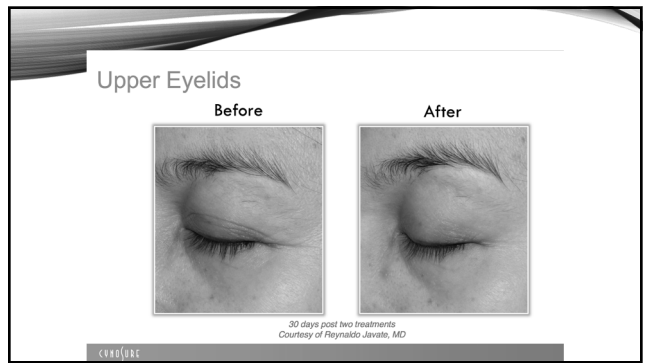 Upper Eyelids
Before
After
30 days post two treatments
Courtesy of Reynaldo Javate, MD
CYNOSURE